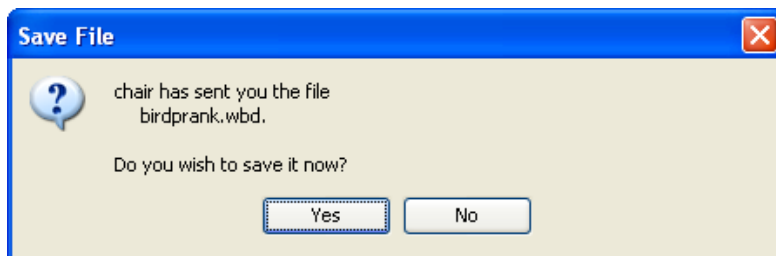 Save File
chair has sent you the file
birdprank.wbd.
Do you wish to save it now?
Yes No